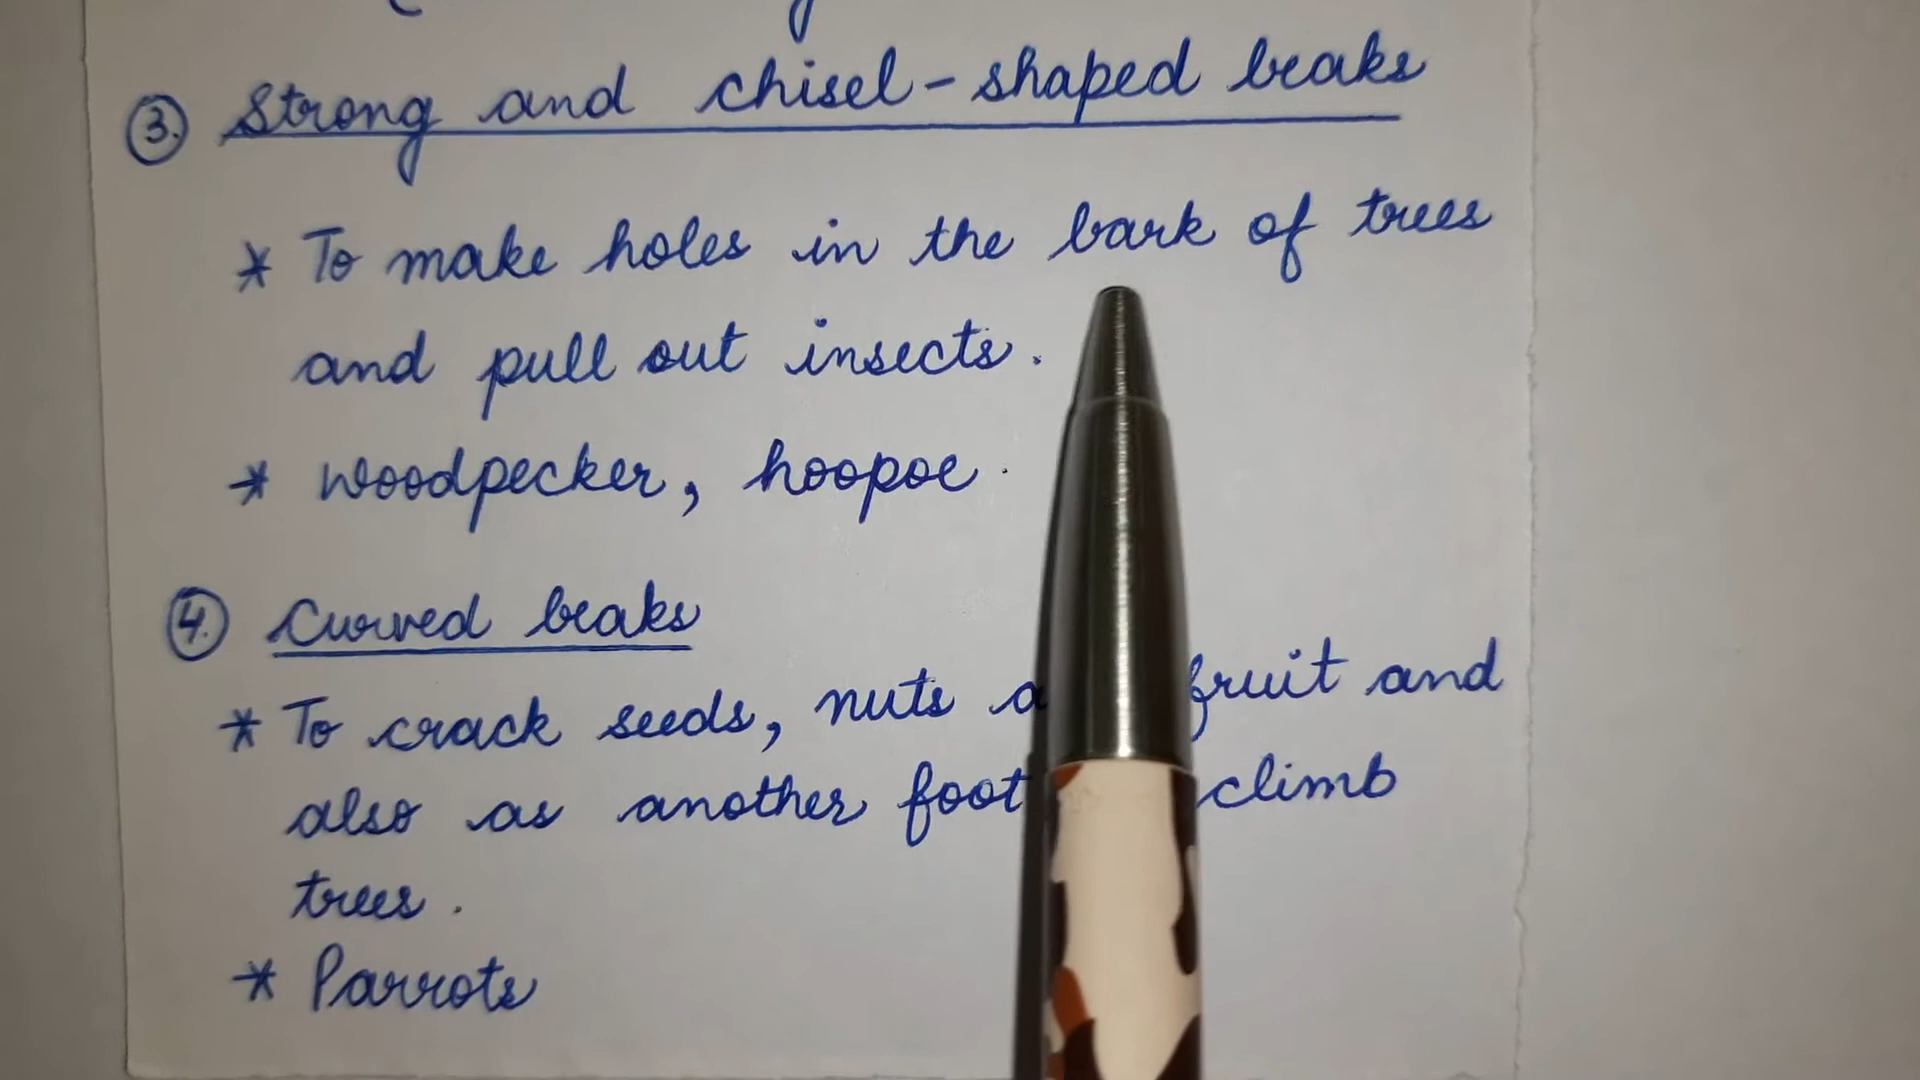 3. Strong and chisel-shaped beaks
* To make holes in the bark of trees
and pull out insects.
* Woodpecker, hoopoe.
4. Curved beaks
* To crack seeds, nuts fruit and
also as another foot climb
trees.
* Parrots